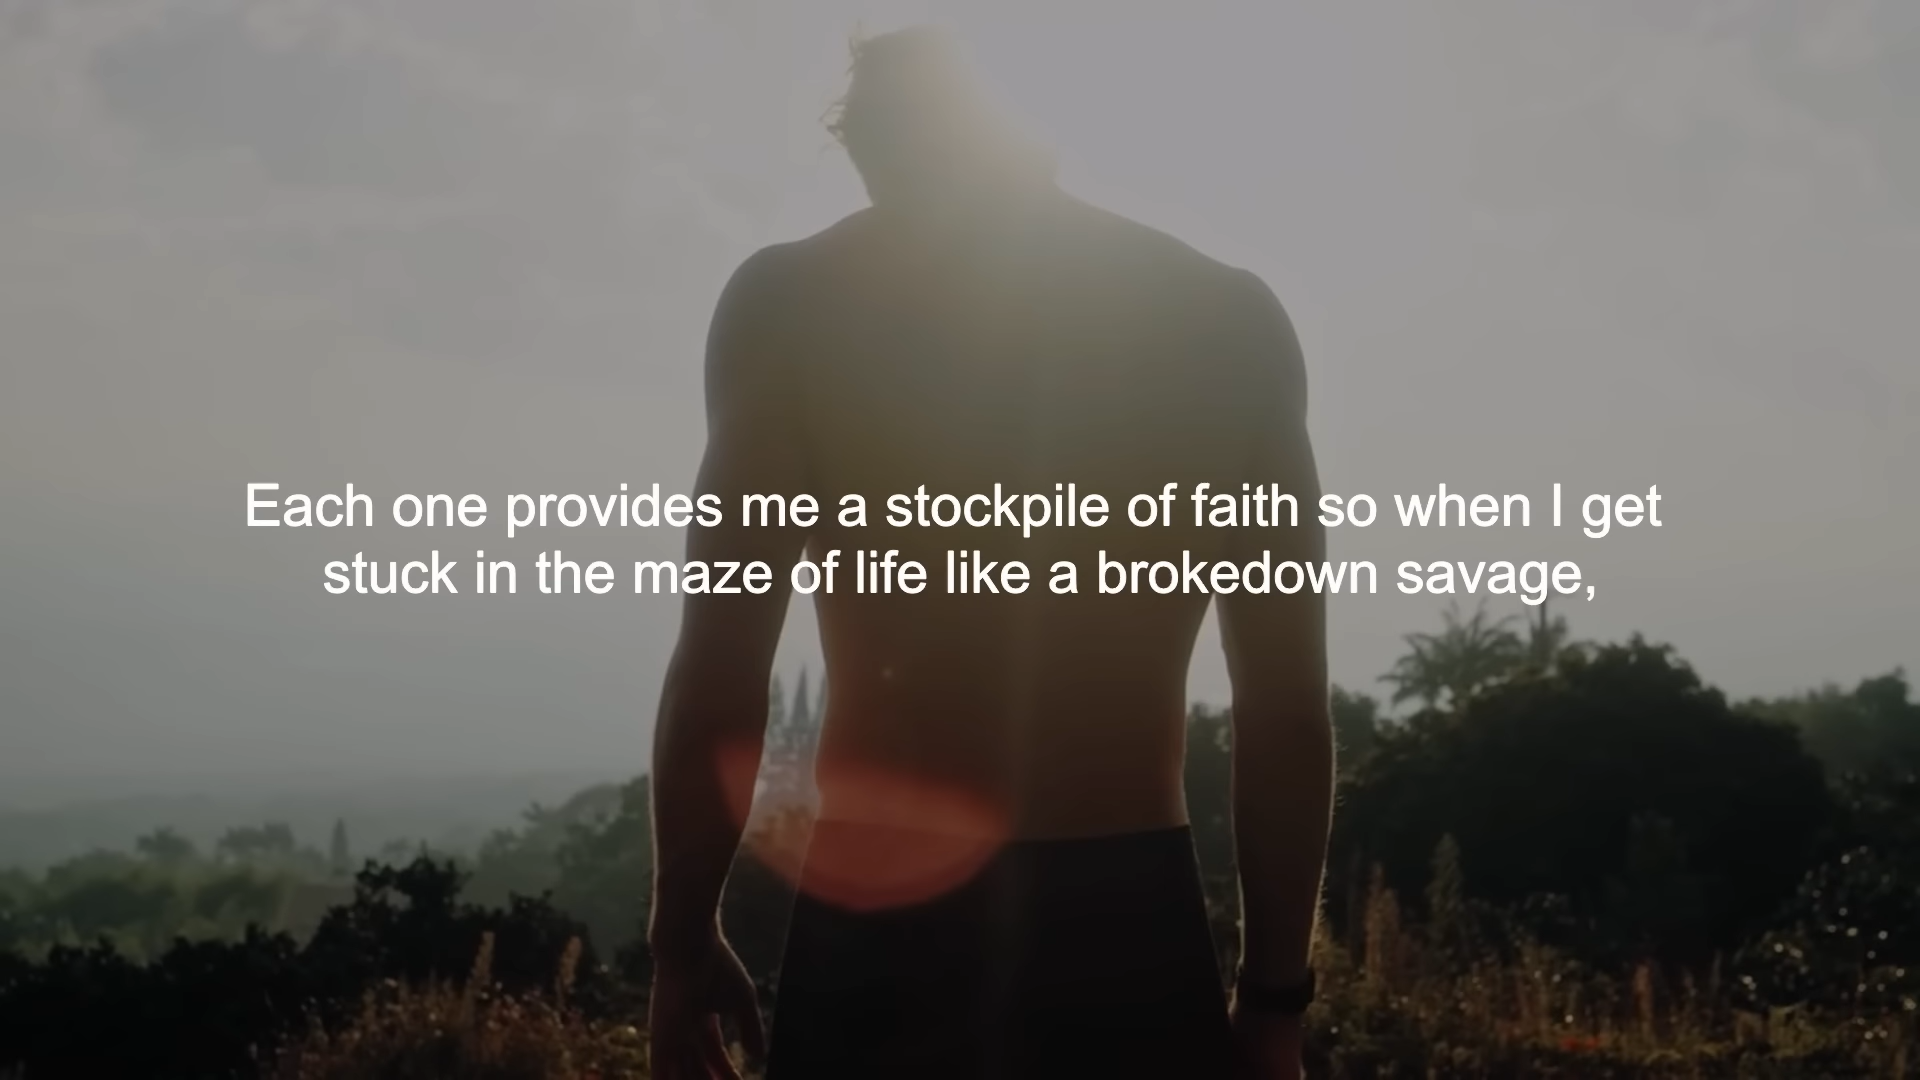 Each one provides me a stockpile of faith so when I get
stuck in the maze of life like a brokedown savage,